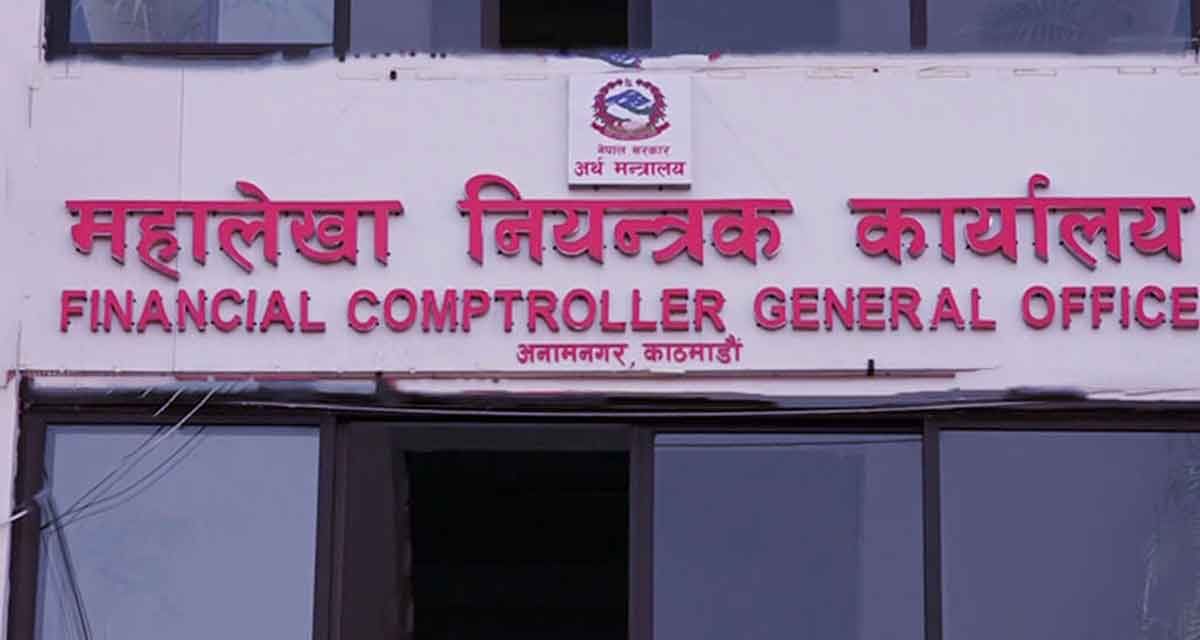 नेपाल सरकार
अर्थ मन्त्रालय
महालेखा नियन्त्रक कार्यालय
FINANCIAL COMPTROLLER GENERAL OFFICE
अनामनगर, काठमाडौं